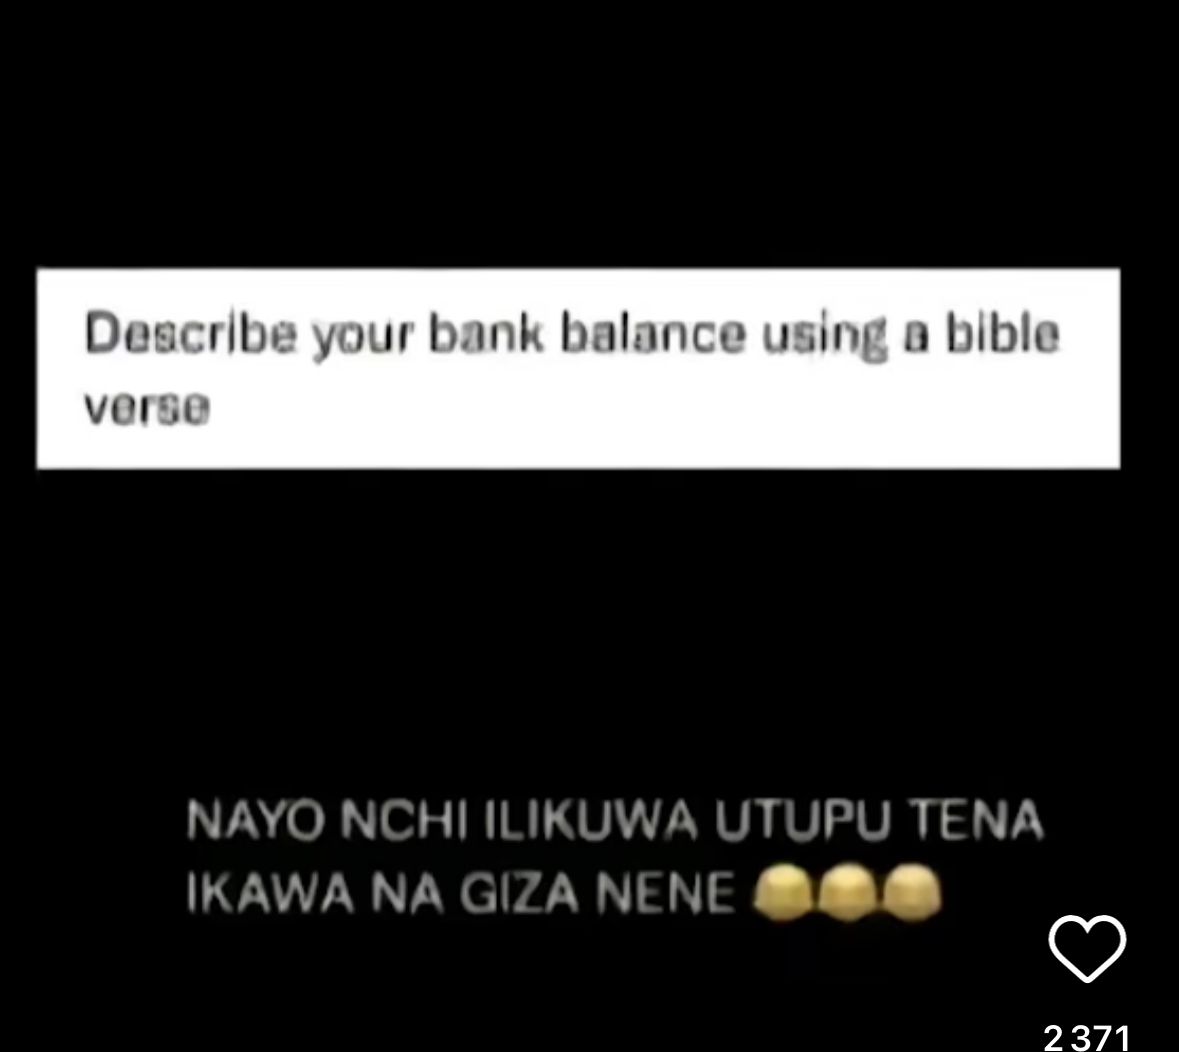 Describe your bank balance using a bible
verse
NAYO NCHI ILIKUWA UTUPU TENA
IKAWA NA GIZA NENE
2 371